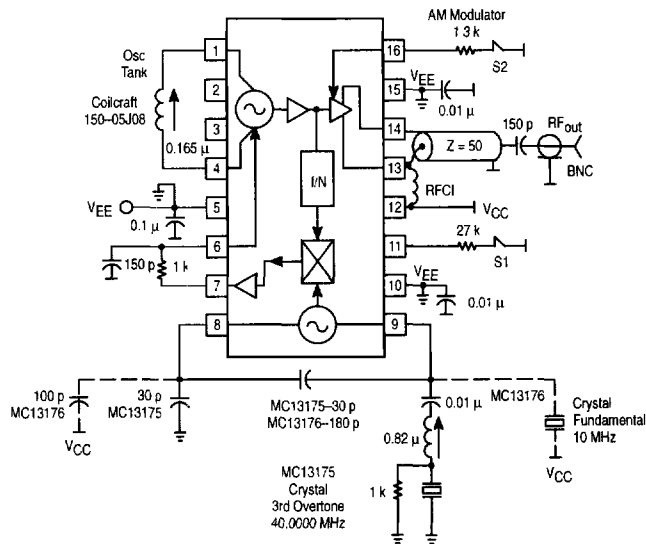 AM Modulator
1.3 k
S2
Osc
Tank
1
16
Coilcraft
150–05J08
2
15
VEE
0.01 µ
3
14
150 p
RFout
0.165 µ
Z = 50
BNC
4
13
I/N
RFCI
VEE
5
12
VCC
0.1 µ
27 k
6
11
S1
150 p
1 k
7
10
VEE
0.01 µ
8
9
100 p
MC13176
30 p
MC13175
MC13175–30 p
MC13176–180 p
0.01 µ
MC13176
Crystal
Fundamental
10 MHz
VCC
0.82 µ
VCC
MC13175
Crystal
3rd Overtone
40.0000 MHz
1 k